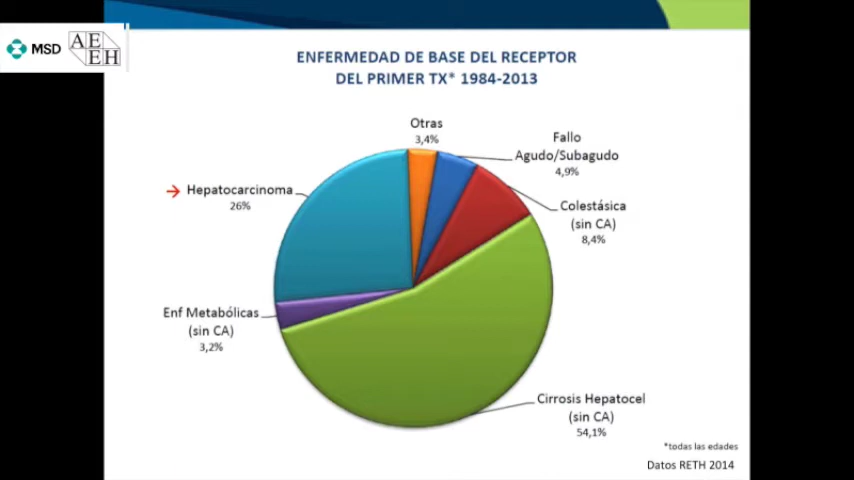 MSD
AE
EH
ENFERMEDAD DE BASE DEL RECEPTOR
DEL PRIMER TX* 1984-2013
Otras
3,4%
Fallo
Agudo/Subagudo
4,9%
Hepatocarcinoma
26%
Colestásica
(sin CA)
8,4%
Enf Metabólicas
(sin CA)
3,2%
Cirrosis Hepatocel
(sin CA)
54,1%
*todas las edades
Datos RETH 2014